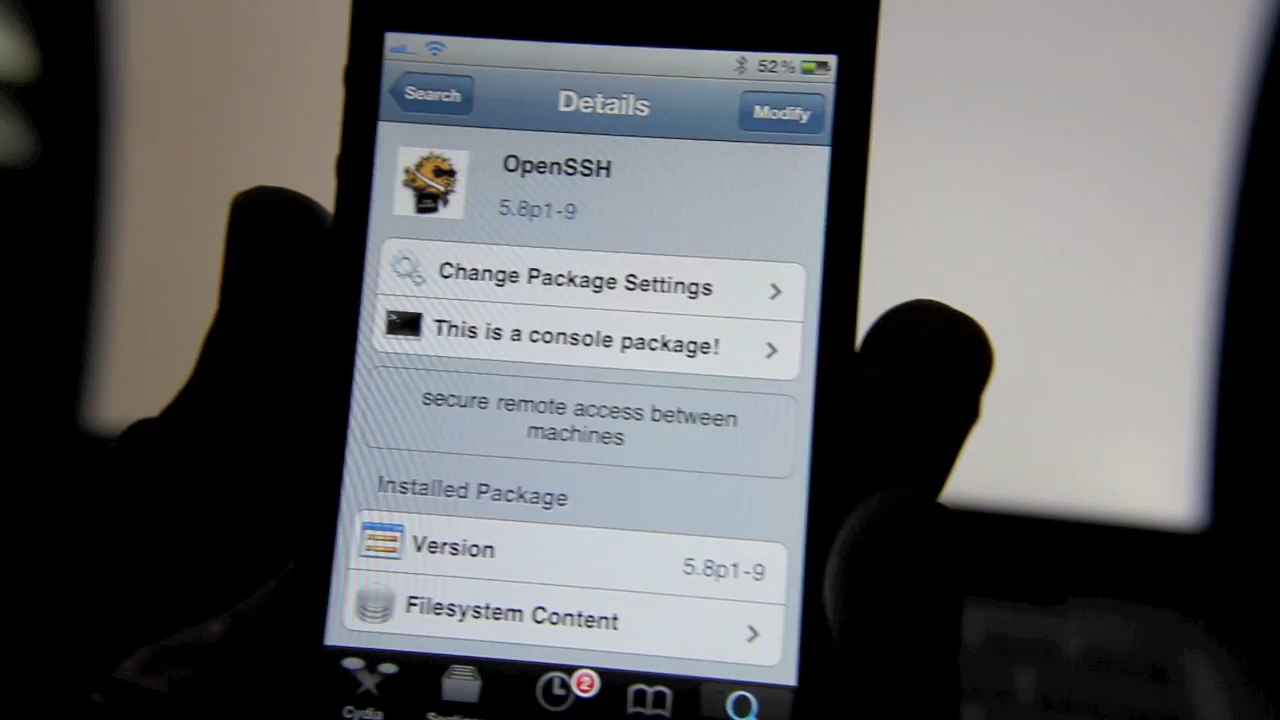 52%
Search
Details
Modify
OpenSSH
5.8p1-9
Change Package Settings
This is a console package!
secure remote access between
machines
Installed Package
Version
5.8p1-9
Filesystem Content
2
Cydia